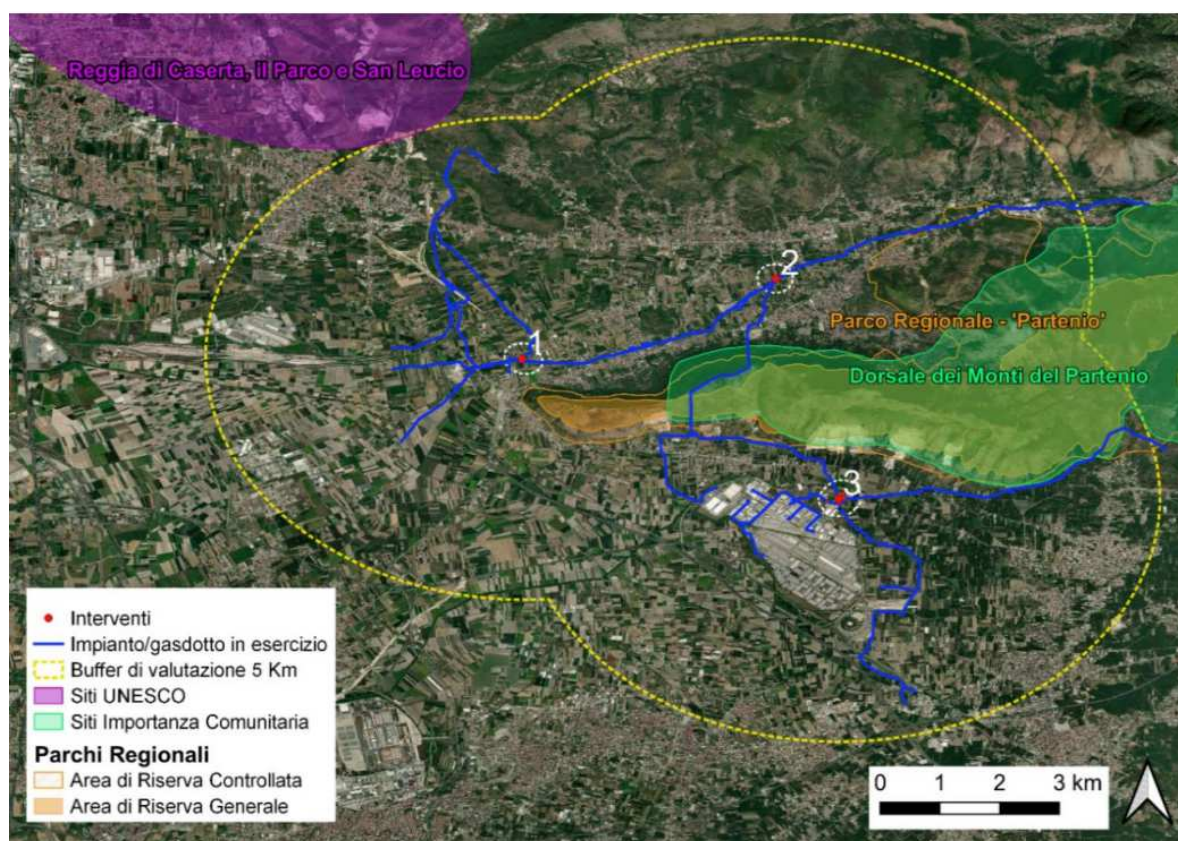 Reggia di Caserta, il Parco e San Leucio
2
Parco Regionale - 'Partenio'
1
Dorsale dei Monti del Partenio
3
Interventi
Impianto/gasdotto in esercizio
Buffer di valutazione 5 Km
Siti UNESCO
Siti Importanza Comunitaria
Parchi Regionali
Area di Riserva Controllata
Area di Riserva Generale
0 1 2 3 km